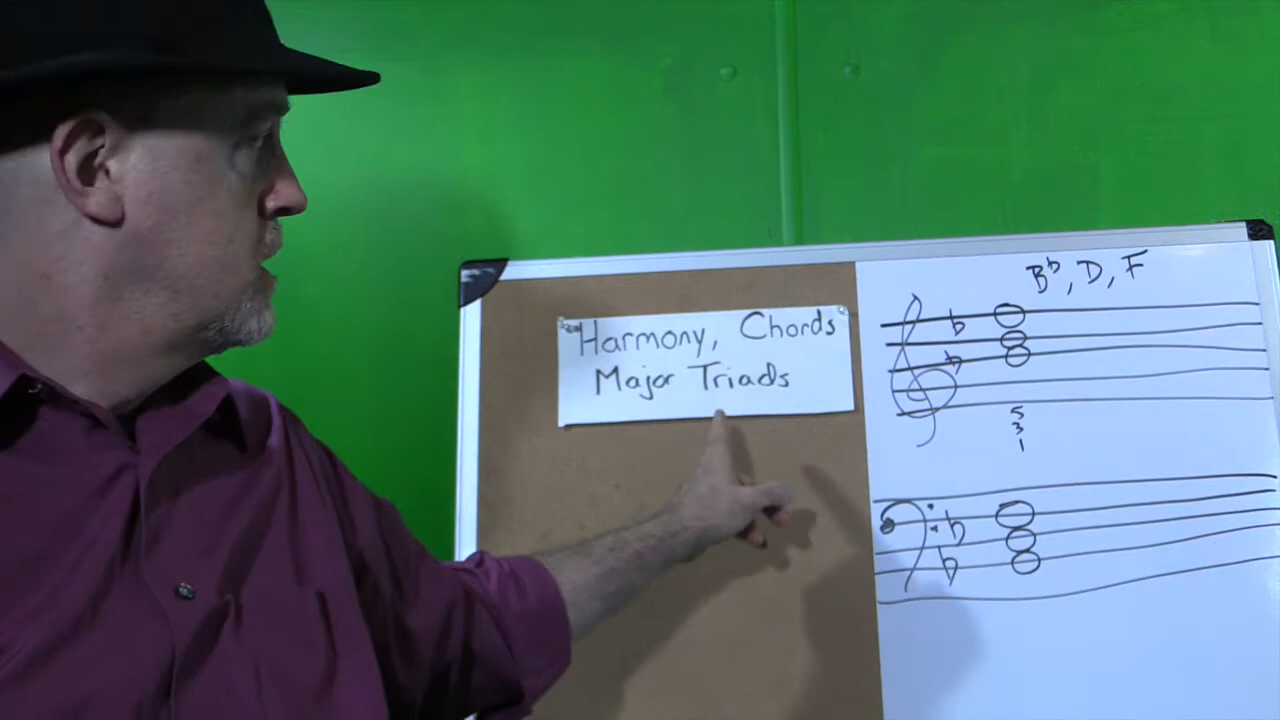 Harmony, Chords
Major Triads
B♭, D, F
♭
♭
5
3
1
♭
♭